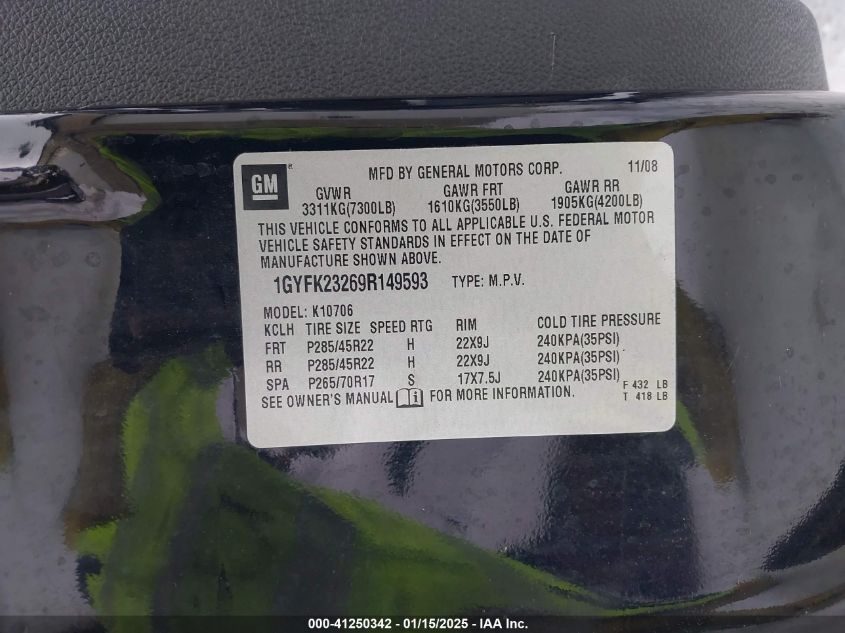 GM
MFD BY GENERAL MOTORS CORP. 11/08
GVWR GAWR FRT GAWR RR
3311KG(7300LB) 1610KG(3550LB) 1905KG(4200LB)
THIS VEHICLE CONFORMS TO ALL APPLICABLE U.S. FEDERAL MOTOR
VEHICLE SAFETY STANDARDS IN EFFECT ON THE DATE OF
MANUFACTURE SHOWN ABOVE.
1GYFK23269R149593 TYPE: M.P.V.
MODEL: K10706
KCLH TIRE SIZE SPEED RTG RIM COLD TIRE PRESSURE
FRT P285/45R22 H 22X9J 240KPA(35PSI)
RR P285/45R22 H 22X9J 240KPA(35PSI)
SPA P265/70R17 S 17X7.5J 240KPA(35PSI)
SEE OWNER'S MANUAL FOR MORE INFORMATION.
F 432 LB
T 418 LB
000-41250342 - 01/15/2025 - IAA Inc.